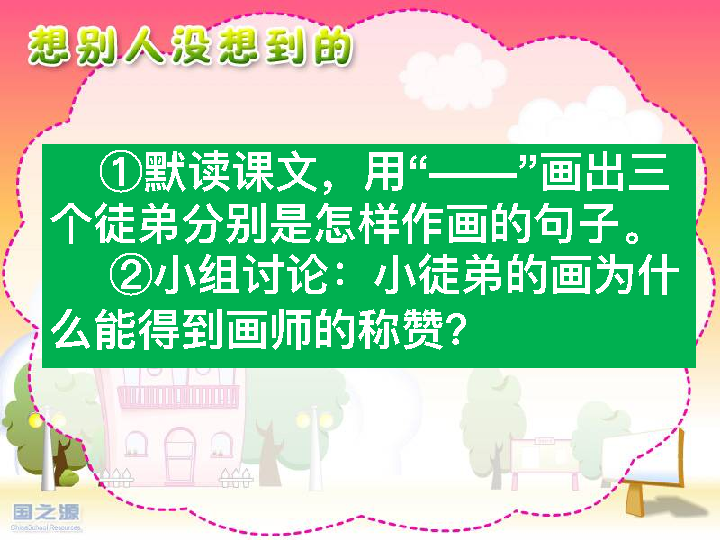 想别人没想到的
①默读课文，用“——”画出三
个徒弟分别是怎样作画的句子。
②小组讨论：小徒弟的画为什
么能得到画师的称赞？
国之源
ChinaSchool Resources